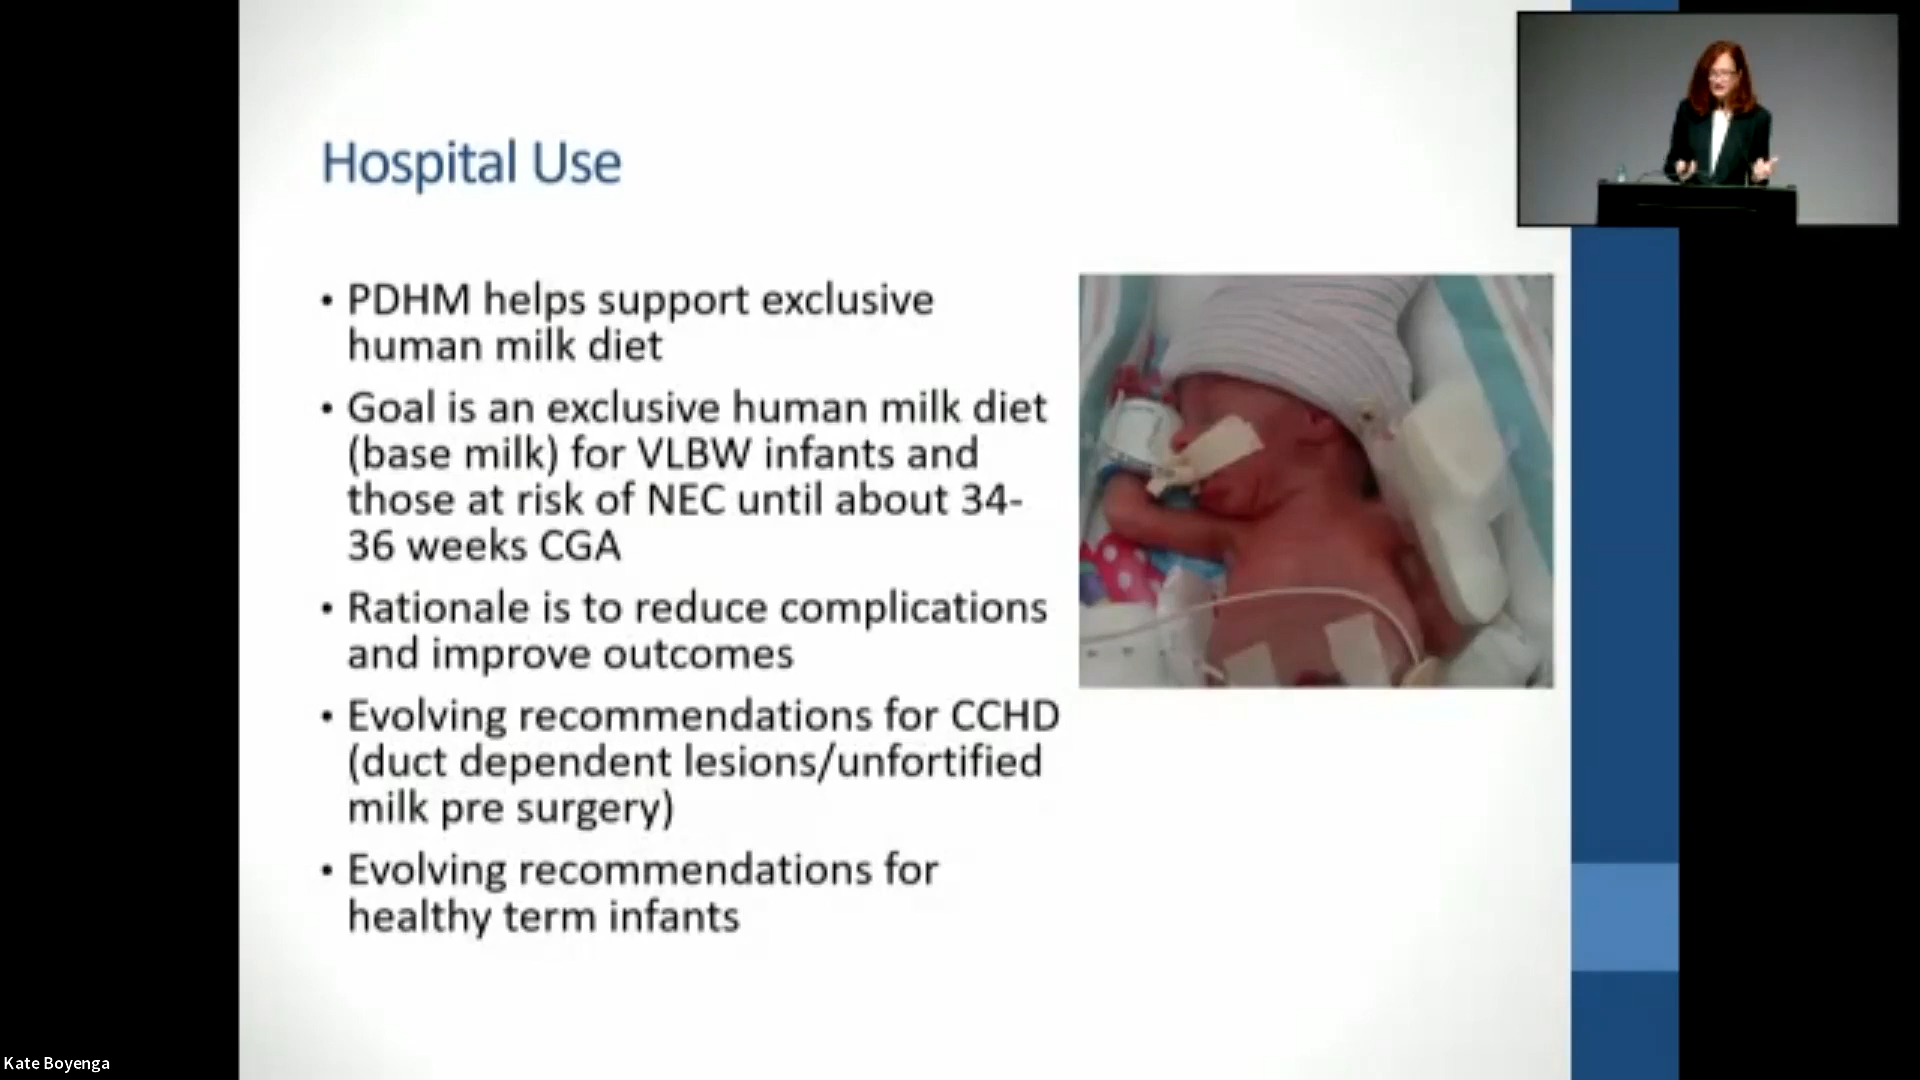 Hospital Use
• PDHM helps support exclusive
human milk diet
• Goal is an exclusive human milk diet
(base milk) for VLBW infants and
those at risk of NEC until about 34-
36 weeks CGA
• Rationale is to reduce complications
and improve outcomes
• Evolving recommendations for CCHD
(duct dependent lesions/unfortified
milk pre surgery)
• Evolving recommendations for
healthy term infants
Kate Boyenga